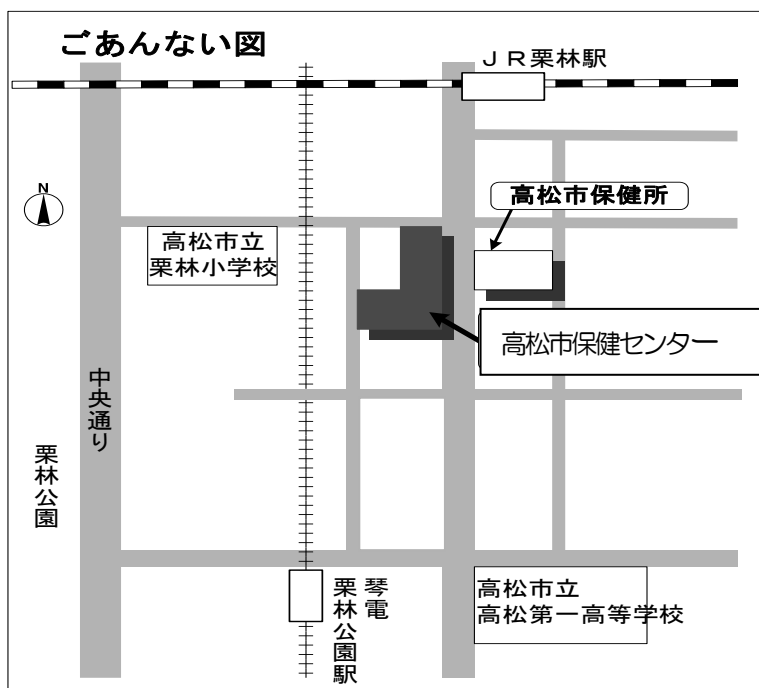 ごあんない図
JR栗林駅
N
高松市保健所
高松市立
栗林小学校
高松市保健センター
中央通り
栗林公園
琴電
栗林公園駅
高松市立
高松第一高等学校